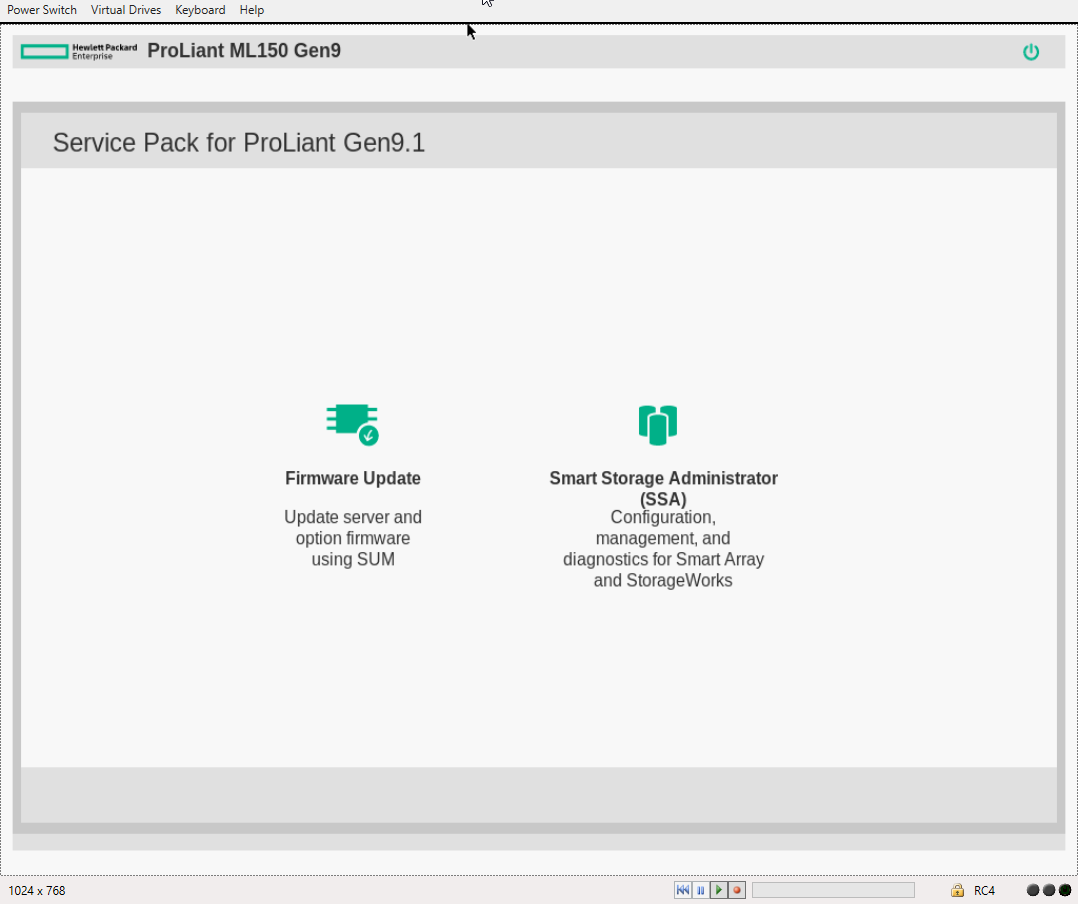 Power Switch Virtual Drives Keyboard Help
Hewlett Packard
Enterprise
ProLiant ML150 Gen9
Service Pack for ProLiant Gen9.1
Firmware Update
Update server and
option firmware
using SUM
Smart Storage Administrator
(SSA)
Configuration,
management, and
diagnostics for Smart Array
and StorageWorks
1024 x 768
RC4